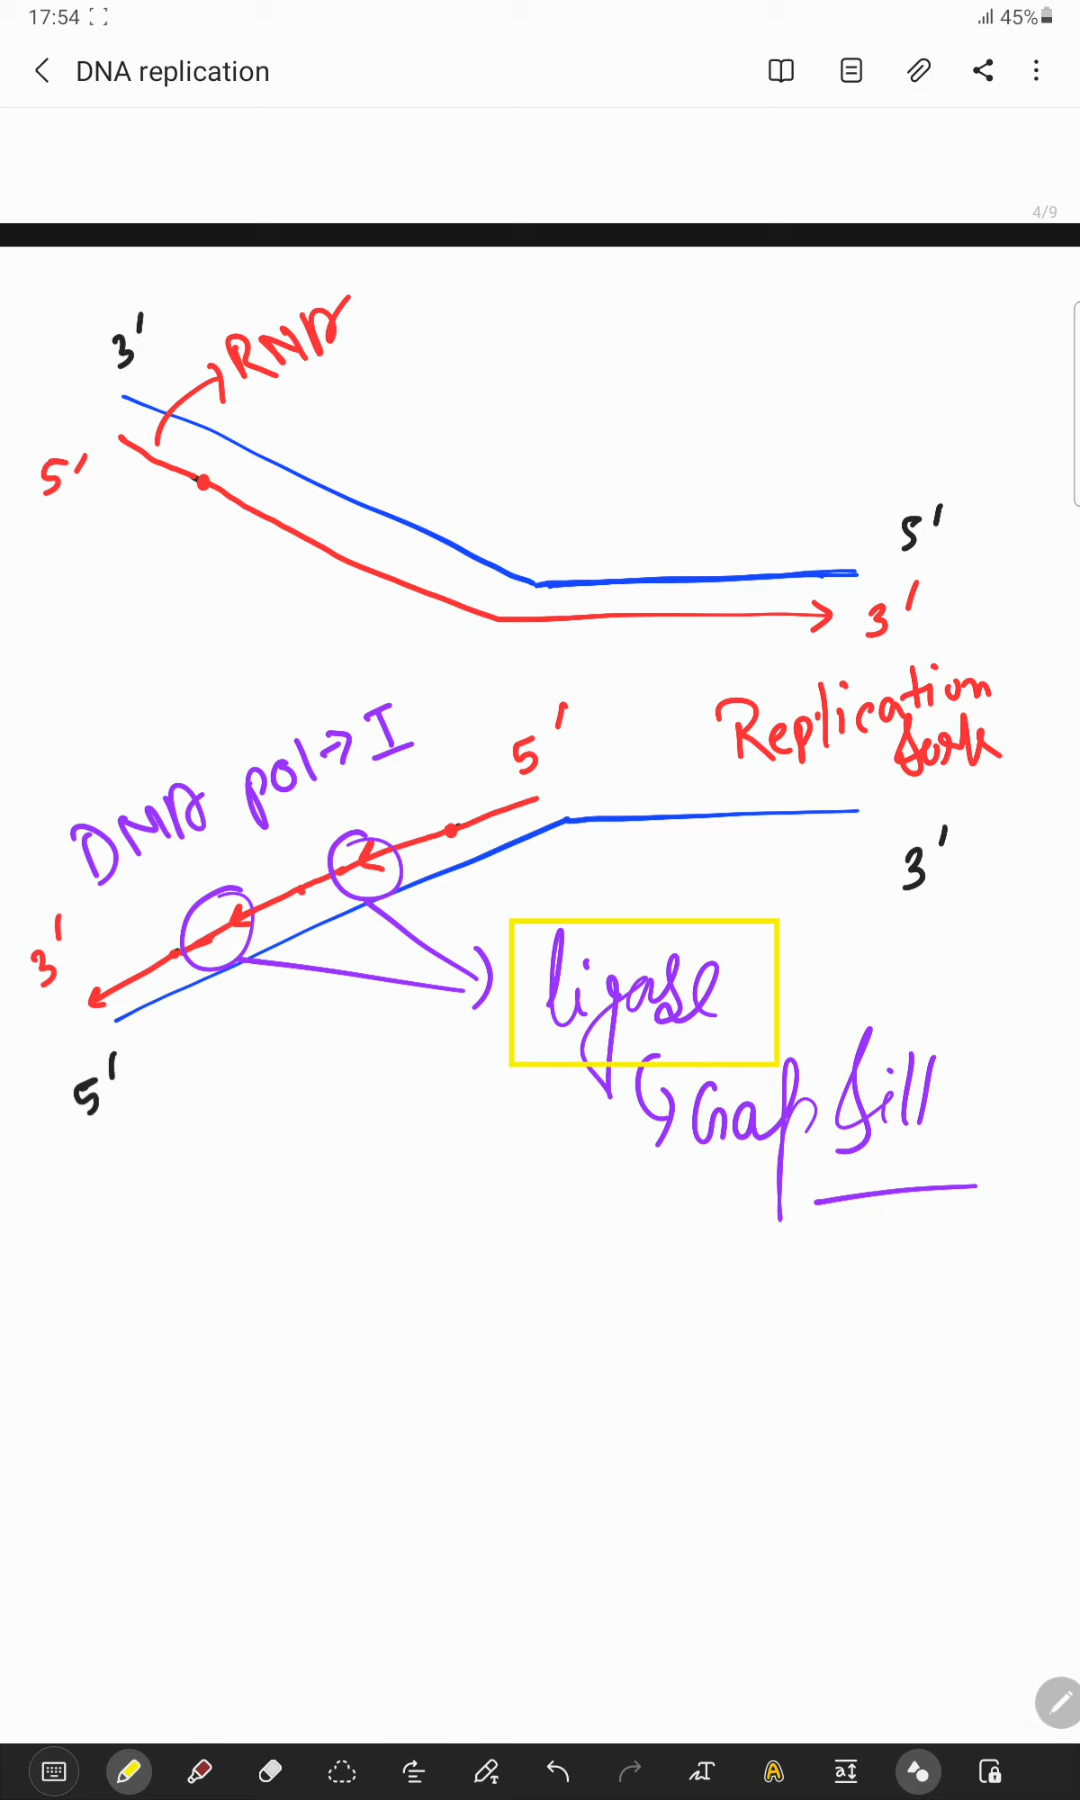 17:54
45%
DNA replication
4/9
3'
RNA
5'
5'
3'
Replication
fork
DNA pol → I
5'
3'
3'
5'
ligase
Gap fill